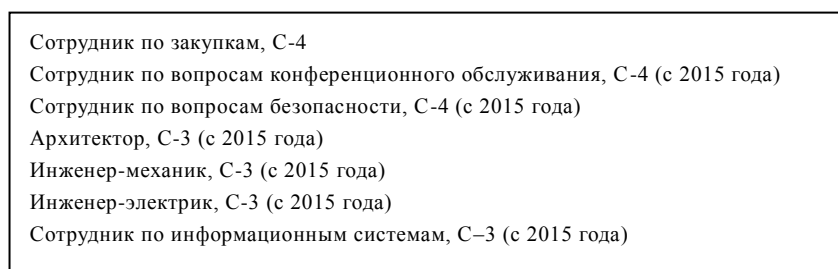 Сотрудник по закупкам, С-4
Сотрудник по вопросам конференционного обслуживания, С-4 (с 2015 года)
Сотрудник по вопросам безопасности, С-4 (с 2015 года)
Архитектор, С-3 (с 2015 года)
Инженер-механик, С-3 (с 2015 года)
Инженер-электрик, С-3 (с 2015 года)
Сотрудник по информационным системам, С–3 (с 2015 года)